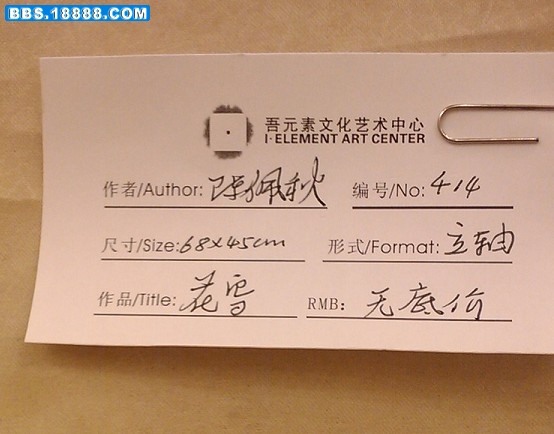 BBS.18888.COM
吾元素文化艺术中心
I·ELEMENT ART CENTER
作者/Author: 陈佩秋 编号/No: 414
尺寸/Size: 68x45cm 形式/Format: 立轴
作品/Title: 花雪 RMB: 无底价